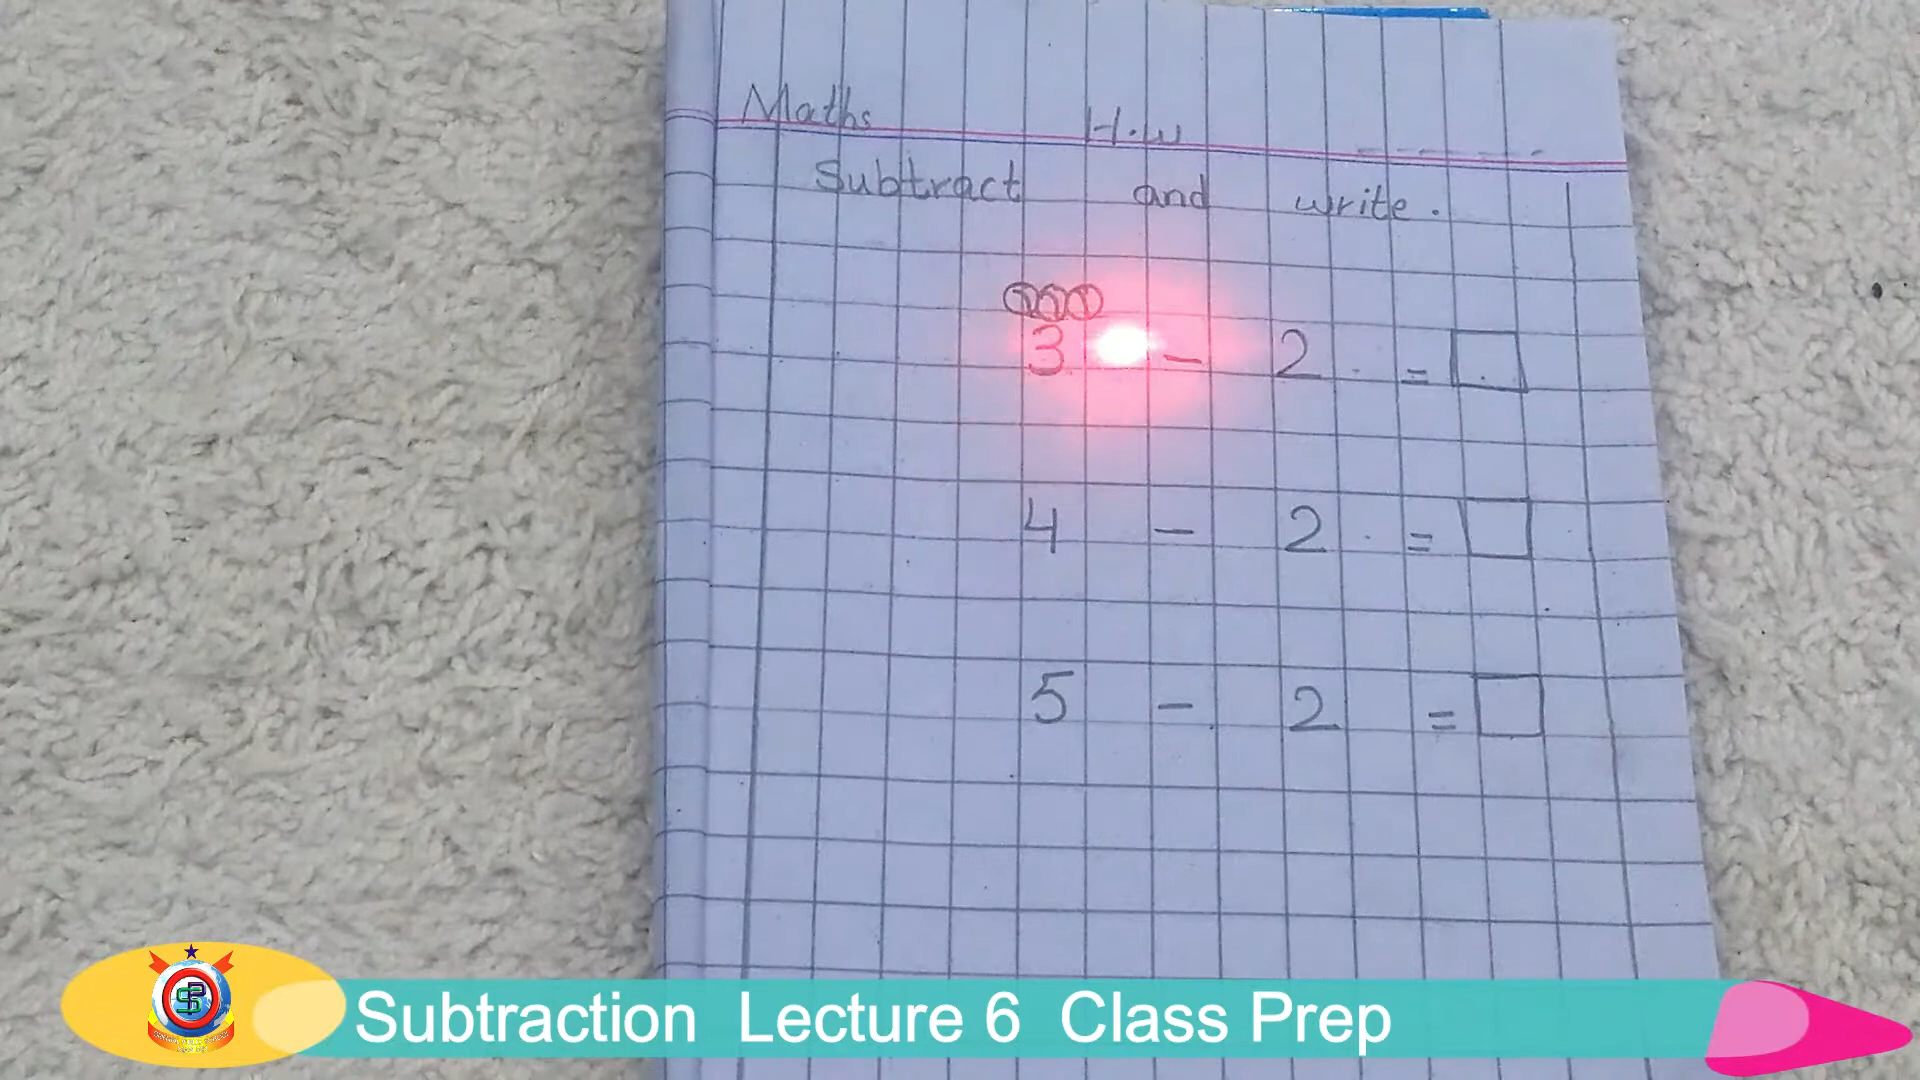 Maths H.W
Subtract and write.
3 - 2 = 
4 - 2 = 
5 - 2 = 
Subtraction Lecture 6 Class Prep